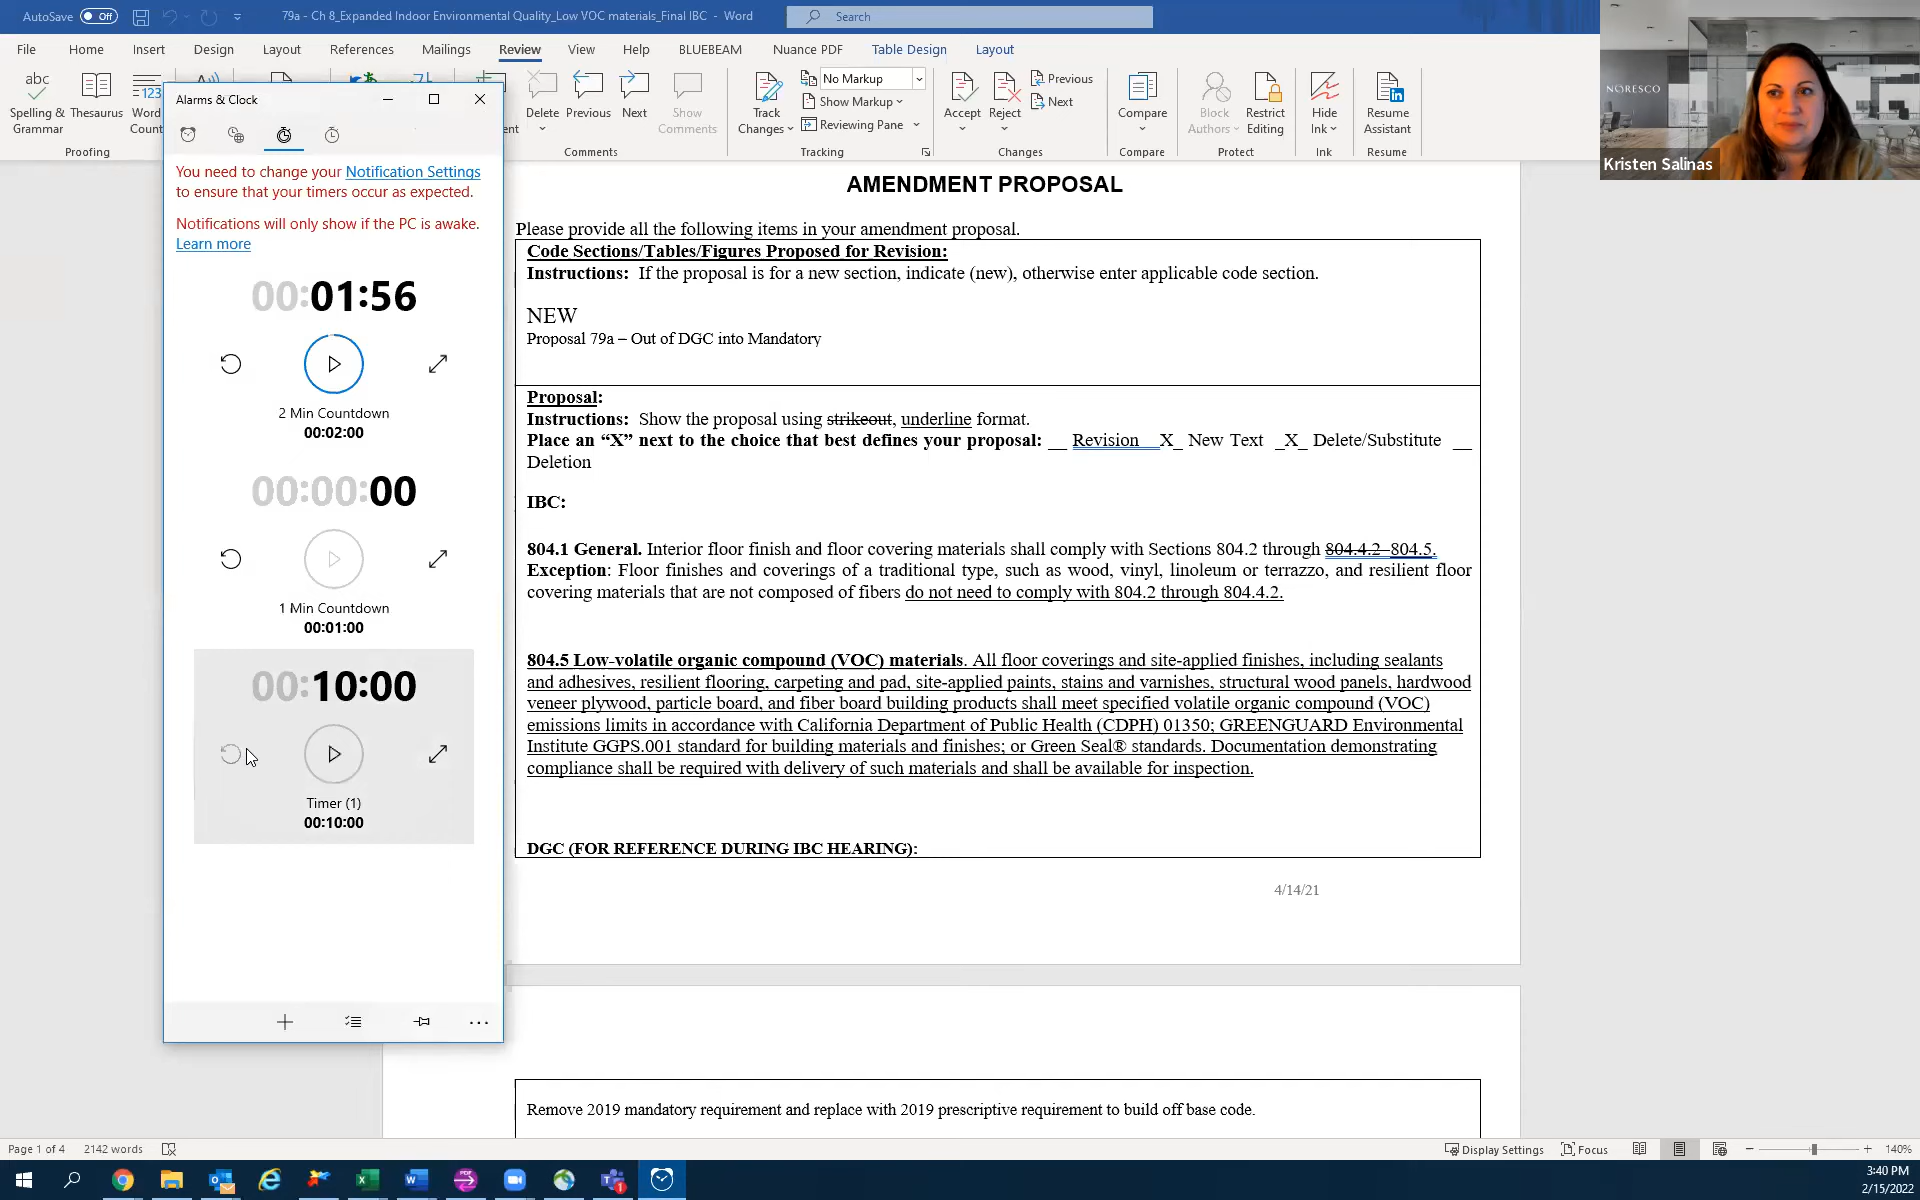 AutoSave Off
79a - Ch 8_Expanded Indoor Environmental Quality_Low VOC materials_Final IBC - Word
Search
File Home Insert Design Layout References Mailings Review View Help BLUEBEAM Nuance PDF Table Design Layout
abc
Spelling & Grammar
Thesaurus
123
Word Count
Proofing
Delete
Previous
Next
Show Comments
Comments
Track Changes
No Markup
Show Markup
Reviewing Pane
Tracking
Accept
Reject
Previous
Next
Changes
Compare
Compare
Block Authors
Restrict Editing
Protect
Hide Ink
Ink
Resume Assistant
Resume
NORESCO
Kristen Salinas
Alarms & Clock
You need to change your Notification Settings
to ensure that your timers occur as expected.
Notifications will only show if the PC is awake.
Learn more
00:01:56
2 Min Countdown
00:02:00
00:00:00
1 Min Countdown
00:01:00
00:10:00
Timer (1)
00:10:00
AMENDMENT PROPOSAL
Please provide all the following items in your amendment proposal.
Code Sections/Tables/Figures Proposed for Revision:
Instructions: If the proposal is for a new section, indicate (new), otherwise enter applicable code section.
NEW
Proposal 79a – Out of DGC into Mandatory
Proposal:
Instructions: Show the proposal using strikeout, underline format.
Place an “X” next to the choice that best defines your proposal: __ Revision __X_ New Text _X_ Delete/Substitute __
Deletion
IBC:
804.1 General. Interior floor finish and floor covering materials shall comply with Sections 804.2 through 804.4.2 804.5.
Exception: Floor finishes and coverings of a traditional type, such as wood, vinyl, linoleum or terrazzo, and resilient floor
covering materials that are not composed of fibers do not need to comply with 804.2 through 804.4.2.
804.5 Low-volatile organic compound (VOC) materials. All floor coverings and site-applied finishes, including sealants
and adhesives, resilient flooring, carpeting and pad, site-applied paints, stains and varnishes, structural wood panels, hardwood
veneer plywood, particle board, and fiber board building products shall meet specified volatile organic compound (VOC)
emissions limits in accordance with California Department of Public Health (CDPH) 01350; GREENGUARD Environmental
Institute GGPS.001 standard for building materials and finishes; or Green Seal® standards. Documentation demonstrating
compliance shall be required with delivery of such materials and shall be available for inspection.
DGC (FOR REFERENCE DURING IBC HEARING):
4/14/21
Remove 2019 mandatory requirement and replace with 2019 prescriptive requirement to build off base code.
Page 1 of 4 2142 words
Display Settings Focus 140%
3:40 PM
2/15/2022